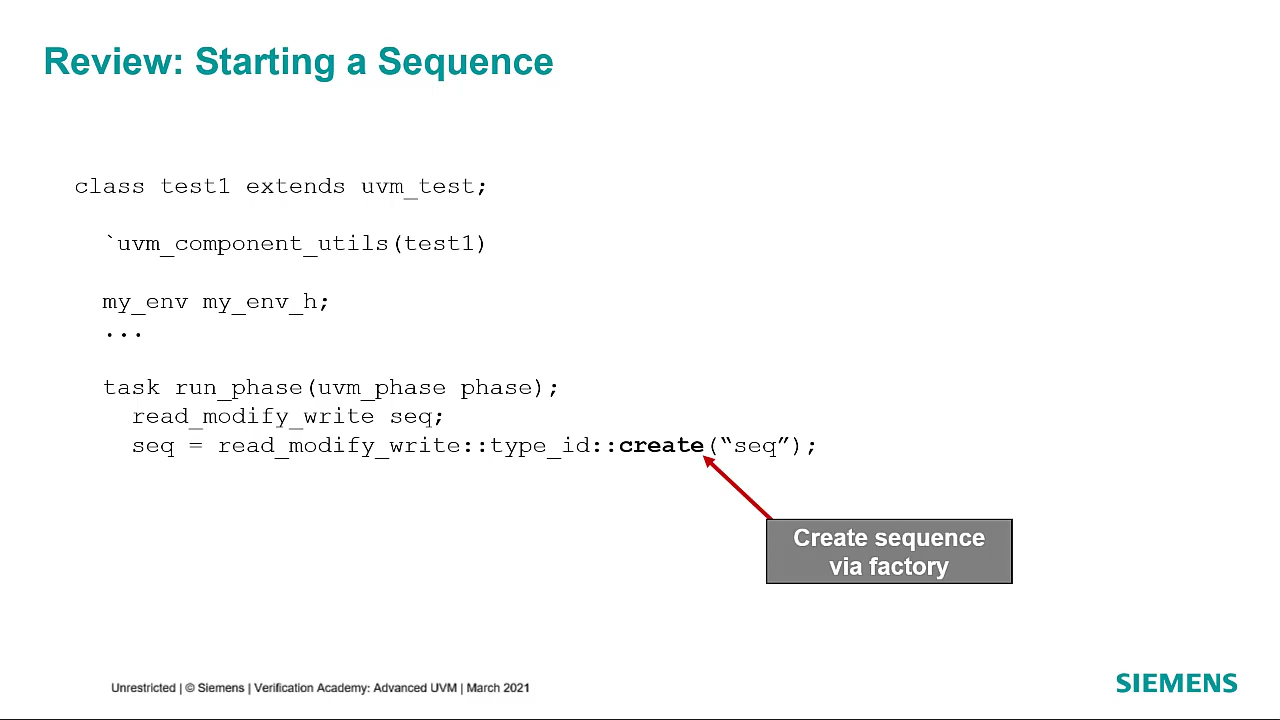 Review: Starting a Sequence
class test1 extends uvm_test;
`uvm_component_utils(test1)
my_env my_env_h;
...
task run_phase(uvm_phase phase);
read_modify_write seq;
seq = read_modify_write::type_id::create(“seq”);
Create sequence
via factory
Unrestricted | © Siemens | Verification Academy: Advanced UVM | March 2021
SIEMENS